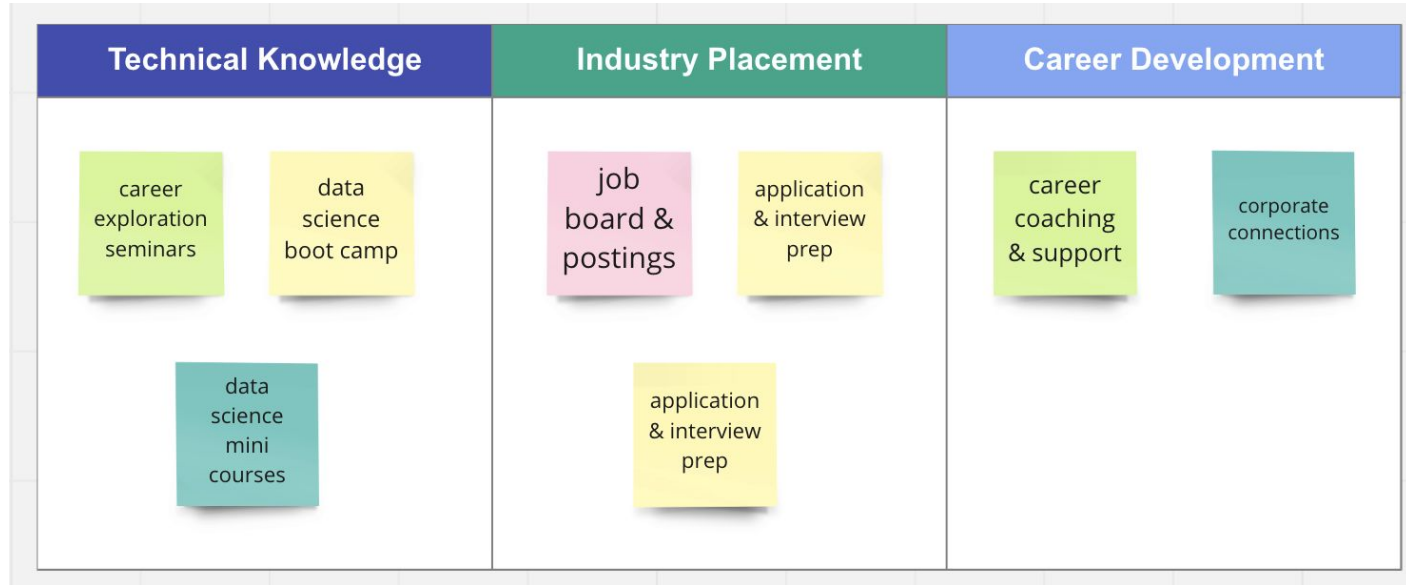 Technical Knowledge
Industry Placement
Career Development
career
exploration
seminars
data
science
boot camp
data
science
mini
courses
job
board &
postings
application
& interview
prep
application
& interview
prep
career
coaching
& support
corporate
connections